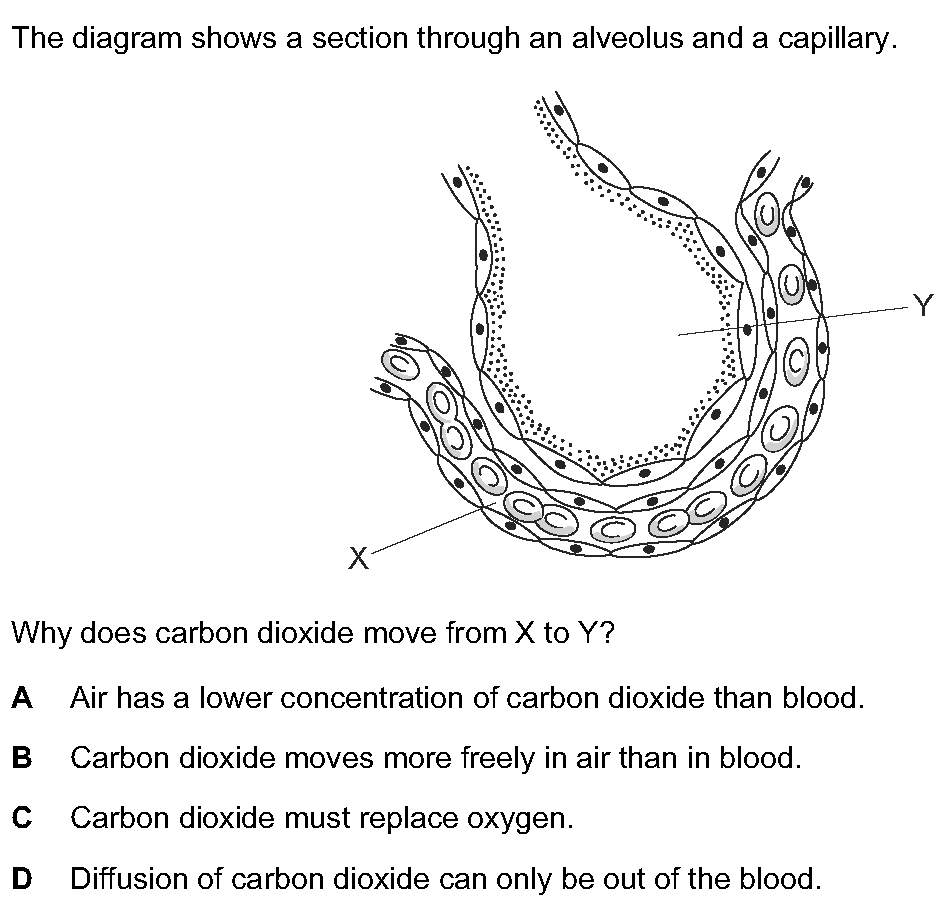 The diagram shows a section through an alveolus and a capillary.
Y
X
Why does carbon dioxide move from X to Y?
A Air has a lower concentration of carbon dioxide than blood.
B Carbon dioxide moves more freely in air than in blood.
C Carbon dioxide must replace oxygen.
D Diffusion of carbon dioxide can only be out of the blood.